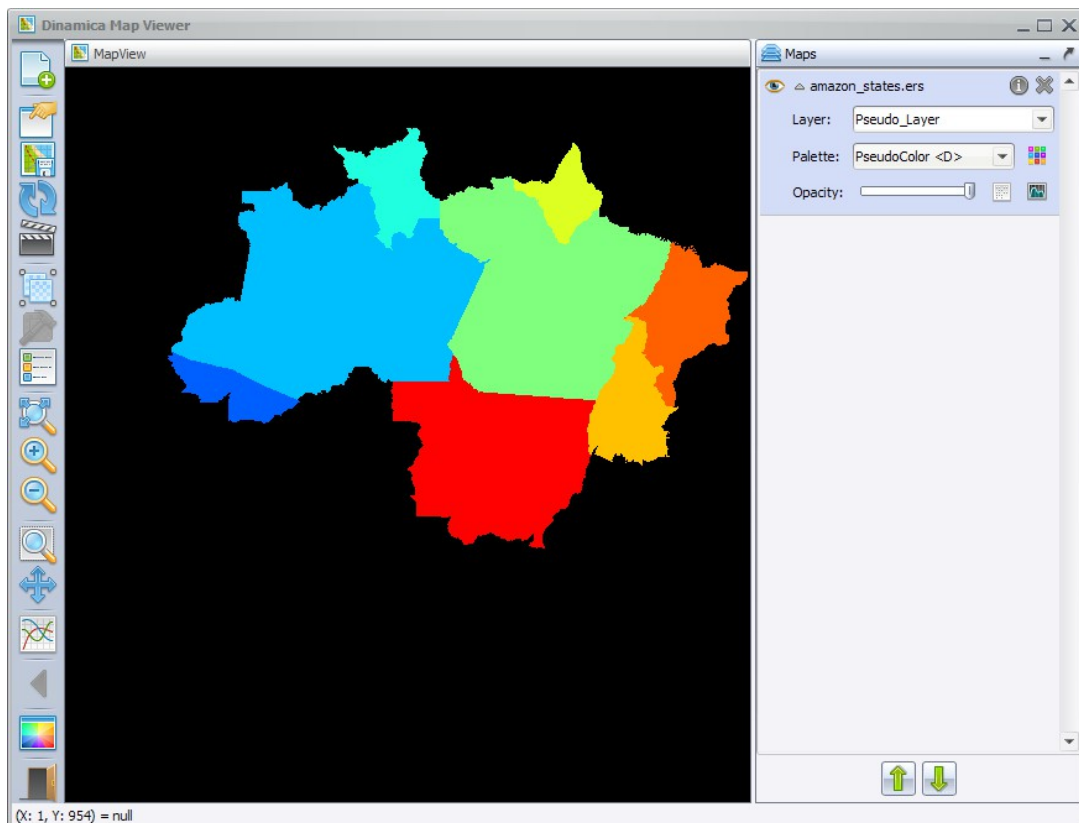 Dinamica Map Viewer
MapView
Maps
amazon_states.ers
Layer: Pseudo_Layer
Palette: PseudoColor <D>
Opacity:
(X: 1, Y: 954) = null